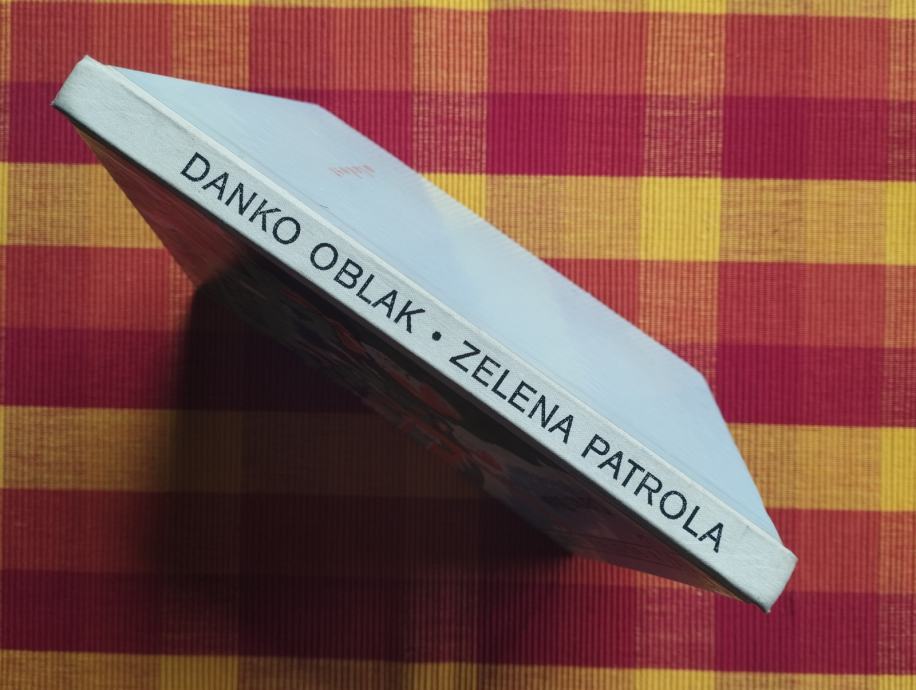 DANKO OBLAK • ZELENA PATROLA